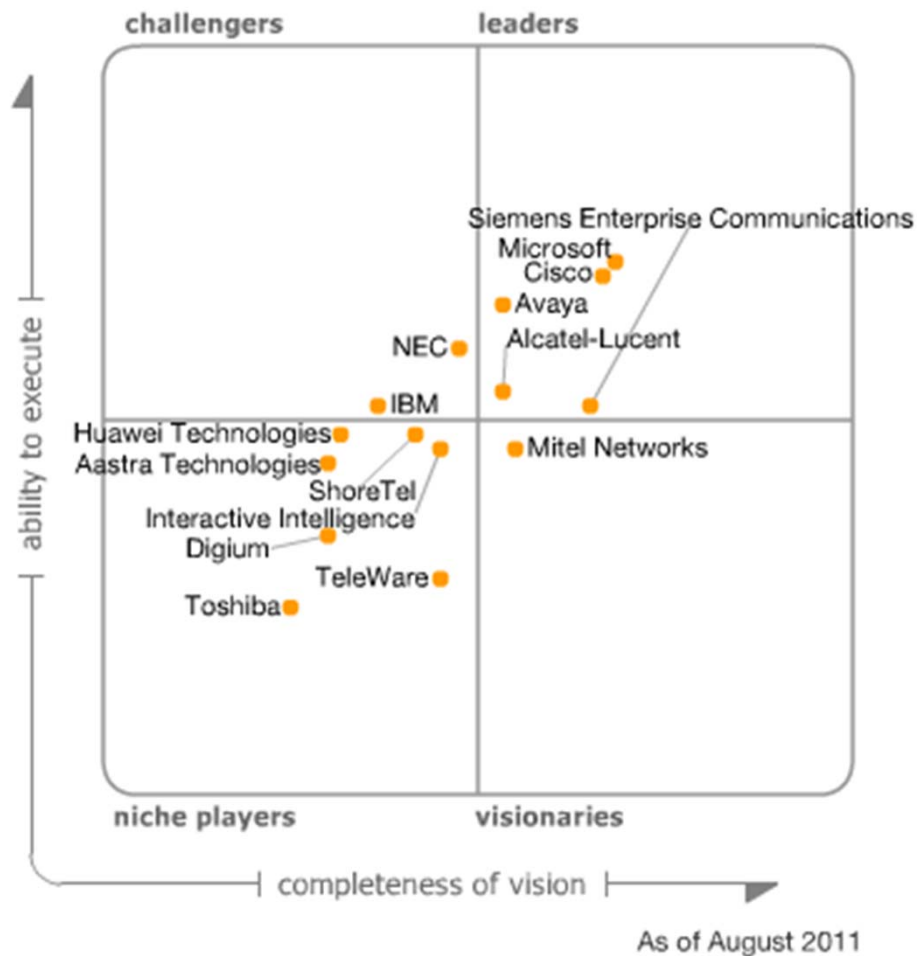 challengers
leaders
Siemens Enterprise Communications
Microsoft
Cisco
Avaya
Alcatel-Lucent
NEC
IBM
Huawei Technologies
Mitel Networks
Aastra Technologies
ShoreTel
Interactive Intelligence
Digium
TeleWare
Toshiba
ability to execute
niche players
visionaries
completeness of vision
As of August 2011